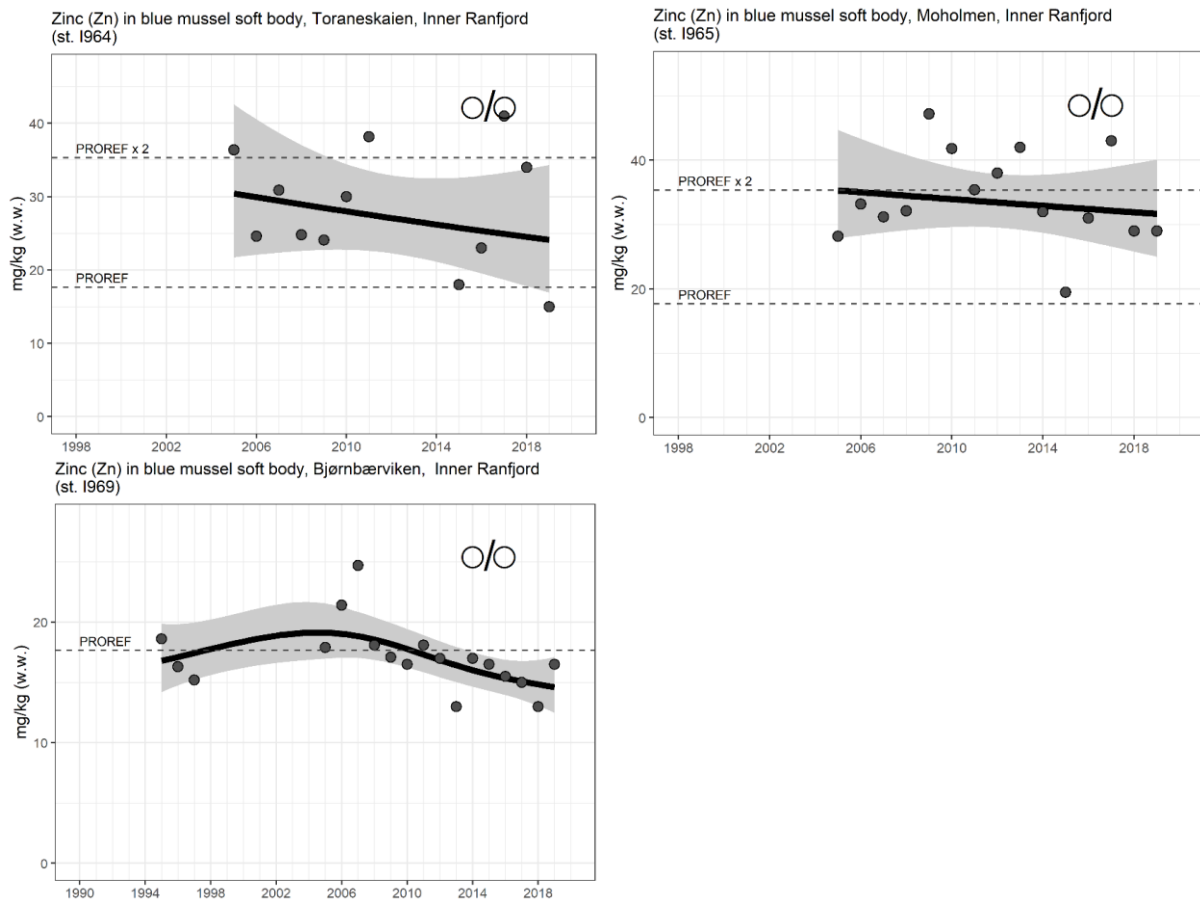 Zinc (Zn) in blue mussel soft body, Toraneskaien, Inner Ranfjord
(st. I964)
mg/kg (w.w.)
40
30
20
10
0
PROREF x 2
PROREF
○/○
1998 2002 2006 2010 2014 2018
Zinc (Zn) in blue mussel soft body, Moholmen, Inner Ranfjord
(st. I965)
mg/kg (w.w.)
40
20
0
PROREF x 2
PROREF
○/○
1998 2002 2006 2010 2014 2018
Zinc (Zn) in blue mussel soft body, Bjørnbærviken, Inner Ranfjord
(st. I969)
mg/kg (w.w.)
20
10
0
PROREF
○/○
1990 1994 1998 2002 2006 2010 2014 2018